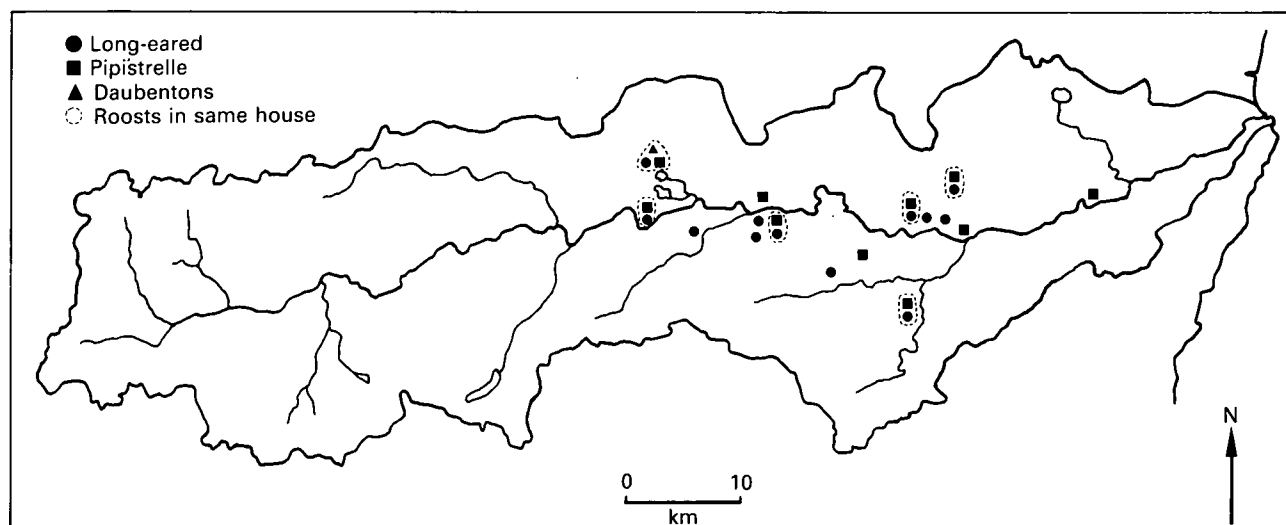 Long-eared
Pipistrelle
Daubentons
Roosts in same house
N
0 10
km